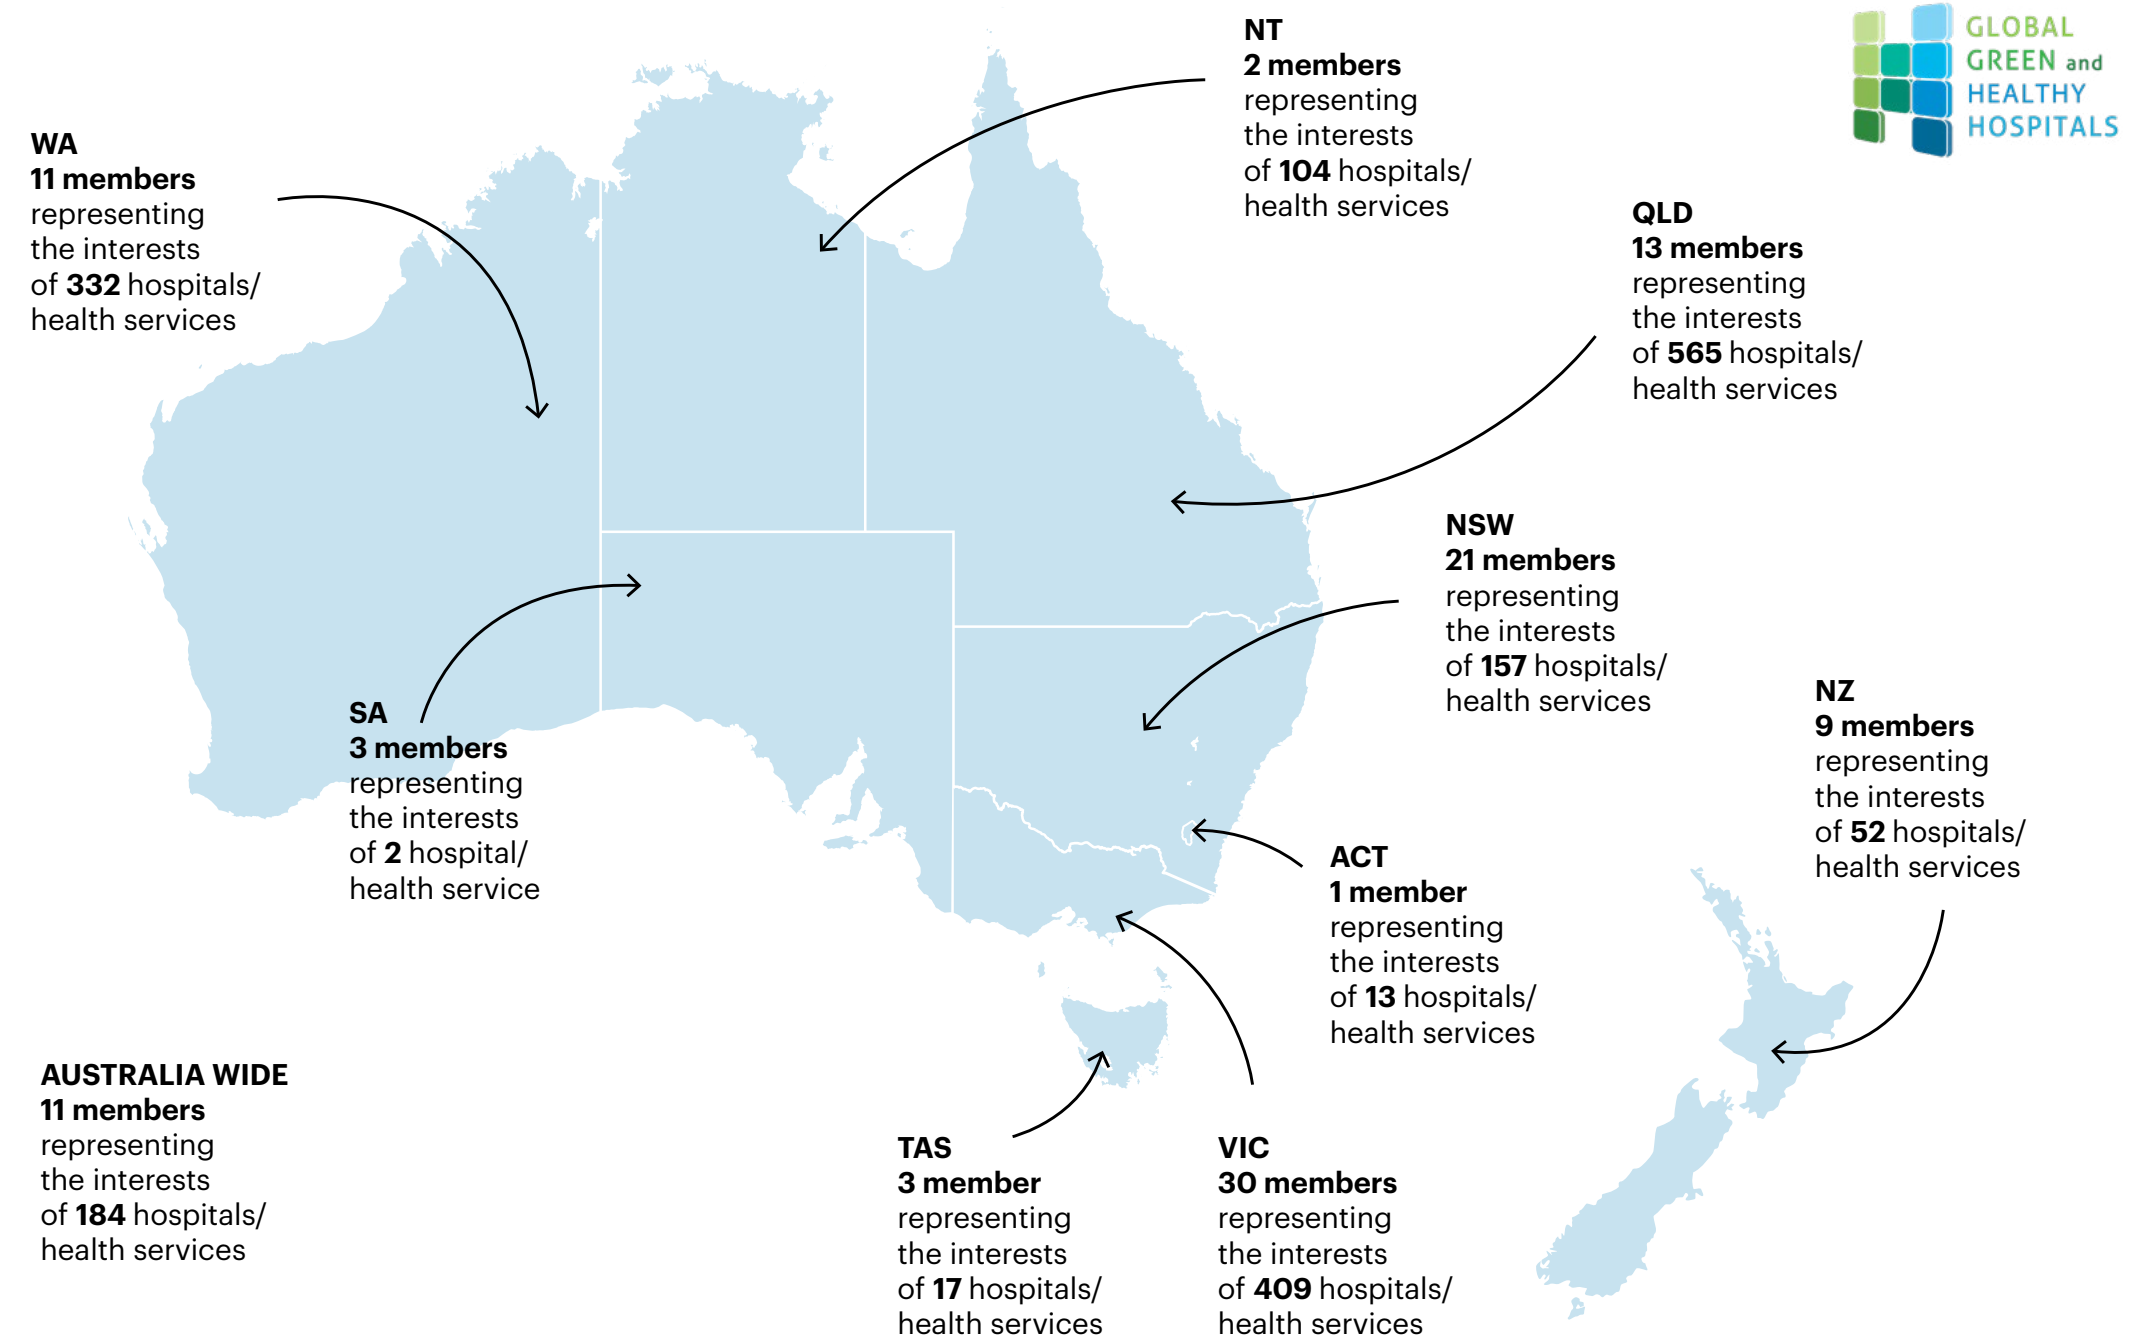 NT
2 members
representing
the interests
of 104 hospitals/
health services
GLOBAL
GREEN and
HEALTHY
HOSPITALS
WA
11 members
representing
the interests
of 332 hospitals/
health services
QLD
13 members
representing
the interests
of 565 hospitals/
health services
NSW
21 members
representing
the interests
of 157 hospitals/
health services
SA
3 members
representing
the interests
of 2 hospital/
health service
NZ
9 members
representing
the interests
of 52 hospitals/
health services
ACT
1 member
representing
the interests
of 13 hospitals/
health services
AUSTRALIA WIDE
11 members
representing
the interests
of 184 hospitals/
health services
TAS
3 member
representing
the interests
of 17 hospitals/
health services
VIC
30 members
representing
the interests
of 409 hospitals/
health services